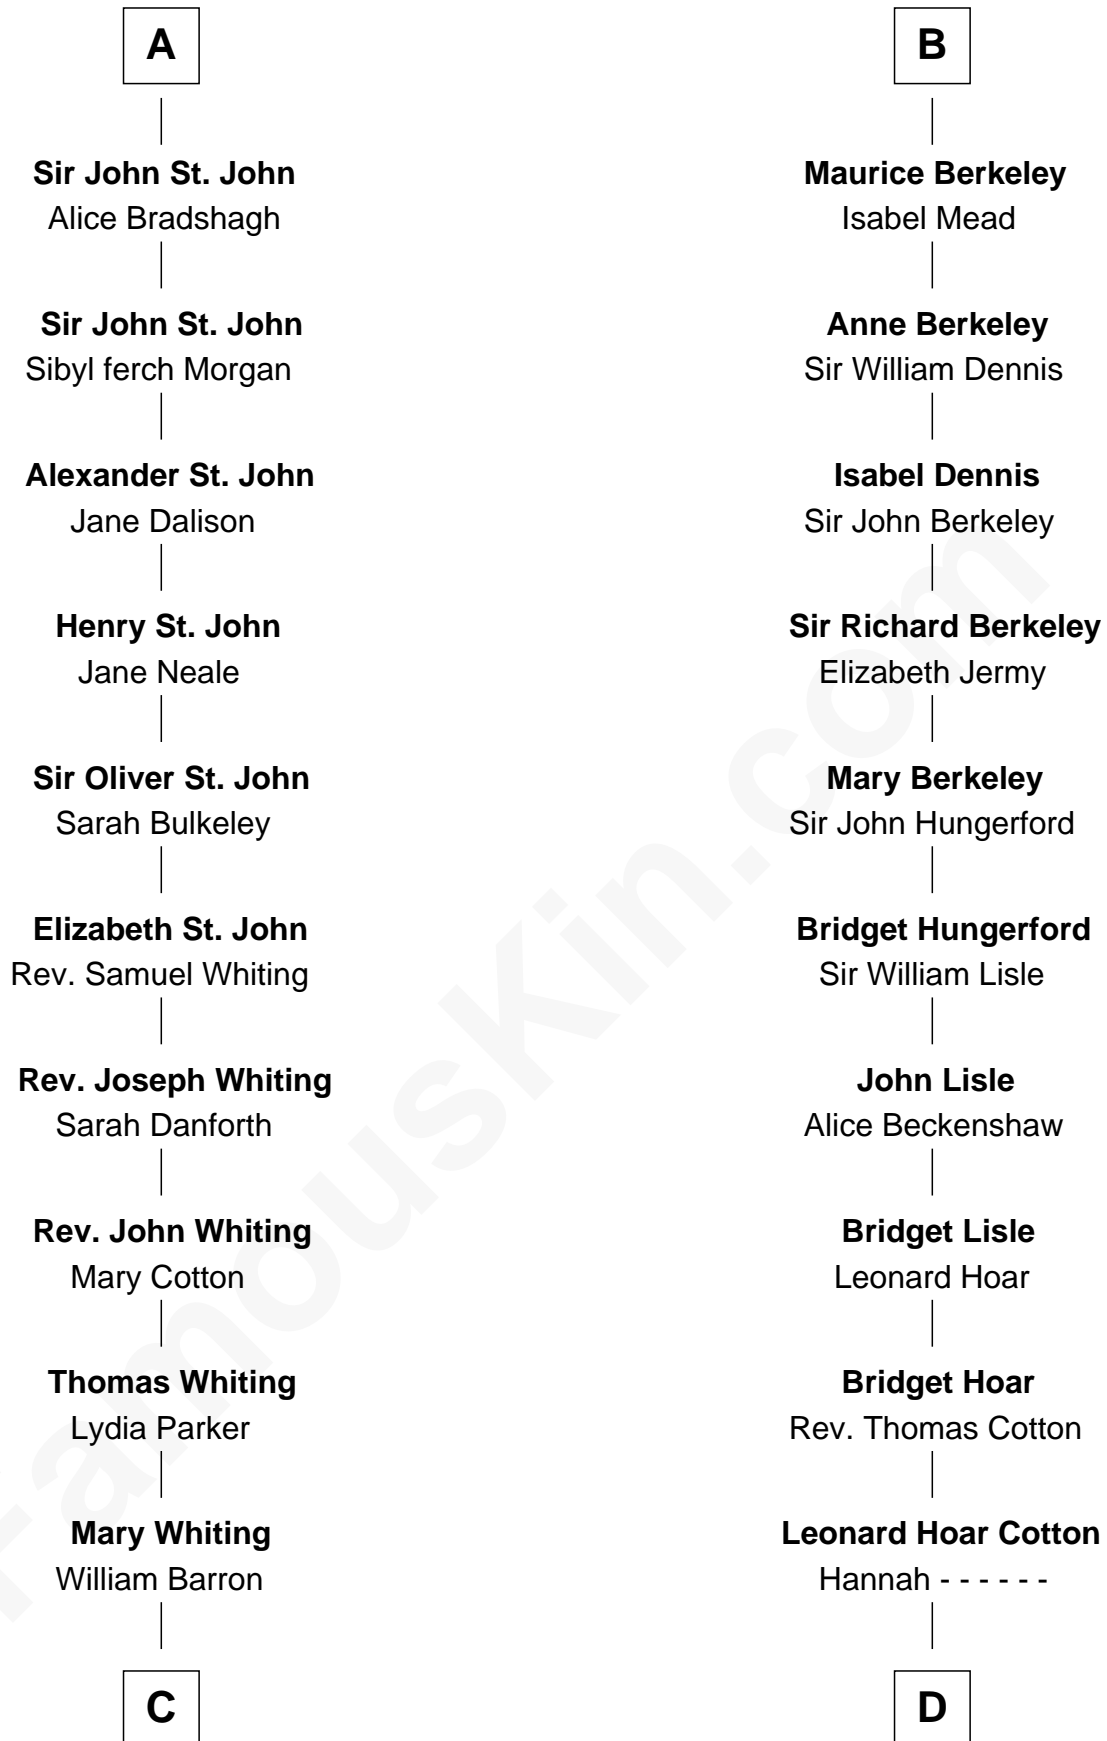 A
Sir John St. John
Alice Bradshagh
Sir John St. John
Sibyl ferch Morgan
Alexander St. John
Jane Dalison
Henry St. John
Jane Neale
Sir Oliver St. John
Sarah Bulkeley
Elizabeth St. John
Rev. Samuel Whiting
Rev. Joseph Whiting
Sarah Danforth
Rev. John Whiting
Mary Cotton
Thomas Whiting
Lydia Parker
Mary Whiting
William Barron
C
B
Maurice Berkeley
Isabel Mead
Anne Berkeley
Sir William Dennis
Isabel Dennis
Sir John Berkeley
Sir Richard Berkeley
Elizabeth Jermy
Mary Berkeley
Sir John Hungerford
Bridget Hungerford
Sir William Lisle
John Lisle
Alice Beckenshaw
Bridget Lisle
Leonard Hoar
Bridget Hoar
Rev. Thomas Cotton
Leonard Hoar Cotton
Hannah - - - - - -
D
FamousKin.com